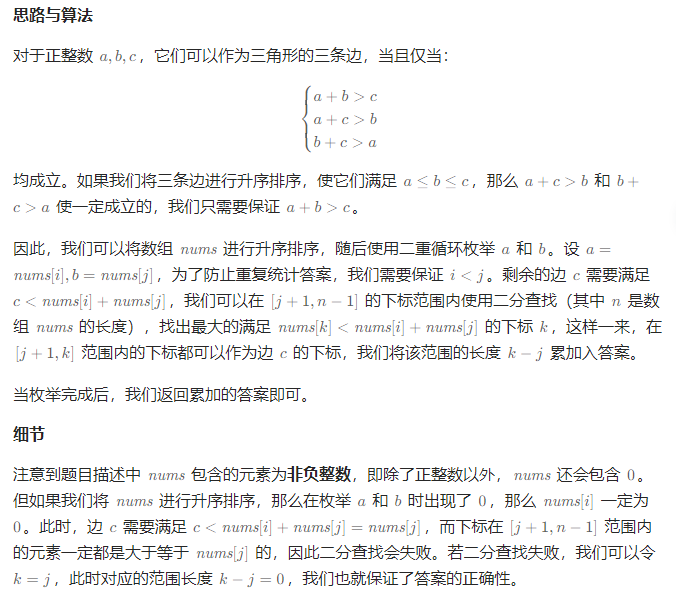 思路与算法
对于正整数 a, b, c，它们可以作为三角形的三条边，当且仅当：
a + b > c
a + c > b
b + c > a
均成立。如果我们将三条边进行升序排序，使它们满足 a ≤ b ≤ c，那么 a + c > b 和 b +
c > a 使一定成立的，我们只需要保证 a + b > c。
因此，我们可以将数组 nums 进行升序排序，随后使用二重循环枚举 a 和 b。设 a =
nums[i], b = nums[j]，为了防止重复统计答案，我们需要保证 i < j。剩余的边 c 需要满足
c < nums[i] + nums[j]，我们可以在 [j + 1, n − 1] 的下标范围内使用二分查找（其中 n 是数
组 nums 的长度），找出最大的满足 nums[k] < nums[i] + nums[j] 的下标 k，这样一来，在
[j + 1, k] 范围内的下标都可以作为边 c 的下标，我们将该范围的长度 k − j 累加入答案。
当枚举完成后，我们返回累加的答案即可。
细节
注意到题目描述中 nums 包含的元素为非负整数，即除了正整数以外，nums 还会包含 0。
但如果我们将 nums 进行升序排序，那么在枚举 a 和 b 时出现了 0，那么 nums[i] 一定为
0。此时，边 c 需要满足 c < nums[i] + nums[j] = nums[j]，而下标在 [j + 1, n − 1] 范围内
的元素一定都是大于等于 nums[j] 的，因此二分查找会失败。若二分查找失败，我们可以令
k = j，此时对应的范围长度 k − j = 0，我们也就保证了答案的正确性。